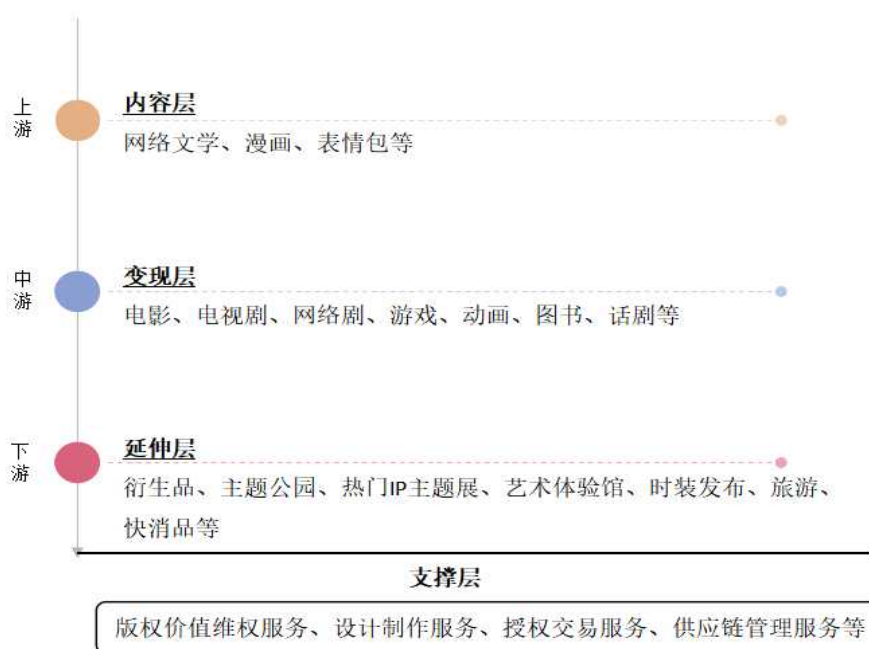 上游
内容层
网络文学、漫画、表情包等
中游
变现层
电影、电视剧、网络剧、游戏、动画、图书、话剧等
下游
延伸层
衍生品、主题公园、热门IP主题展、艺术体验馆、时装发布、旅游、
快消品等
支撑层
版权价值维权服务、设计制作服务、授权交易服务、供应链管理服务等